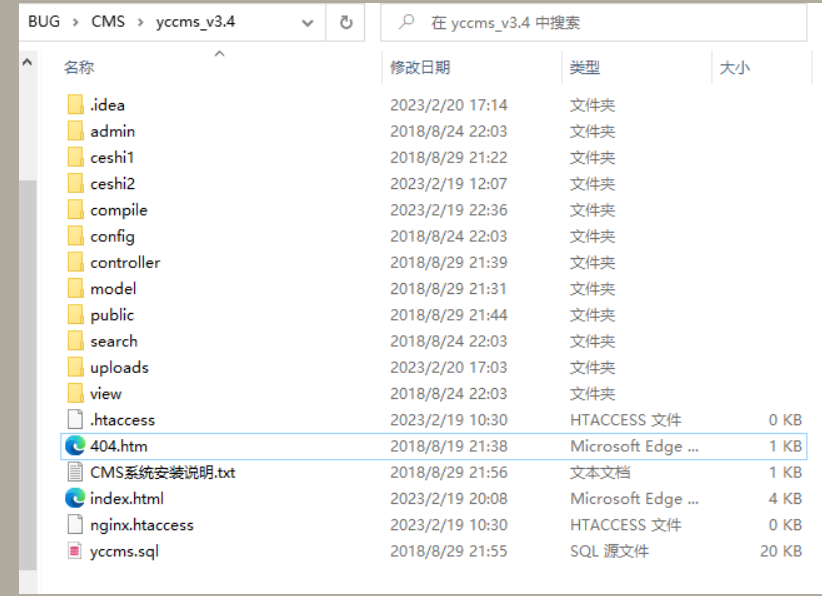 BUG > CMS > yccms_v3.4 在 yccms_v3.4 中搜索
名称 修改日期 类型 大小
.idea 2023/2/20 17:14 文件夹
admin 2018/8/24 22:03 文件夹
ceshi1 2018/8/29 21:22 文件夹
ceshi2 2023/2/19 12:07 文件夹
compile 2023/2/19 22:36 文件夹
config 2018/8/24 22:03 文件夹
controller 2018/8/29 21:39 文件夹
model 2018/8/29 21:31 文件夹
public 2018/8/29 21:44 文件夹
search 2018/8/24 22:03 文件夹
uploads 2023/2/20 17:03 文件夹
view 2018/8/24 22:03 文件夹
.htaccess 2023/2/19 10:30 HTACCESS 文件 0 KB
404.htm 2018/8/19 21:38 Microsoft Edge ... 1 KB
CMS系统安装说明.txt 2018/8/29 21:56 文本文档 1 KB
index.html 2023/2/19 20:08 Microsoft Edge ... 4 KB
nginx.htaccess 2023/2/19 10:30 HTACCESS 文件 0 KB
yccms.sql 2018/8/29 21:55 SQL 源文件 20 KB